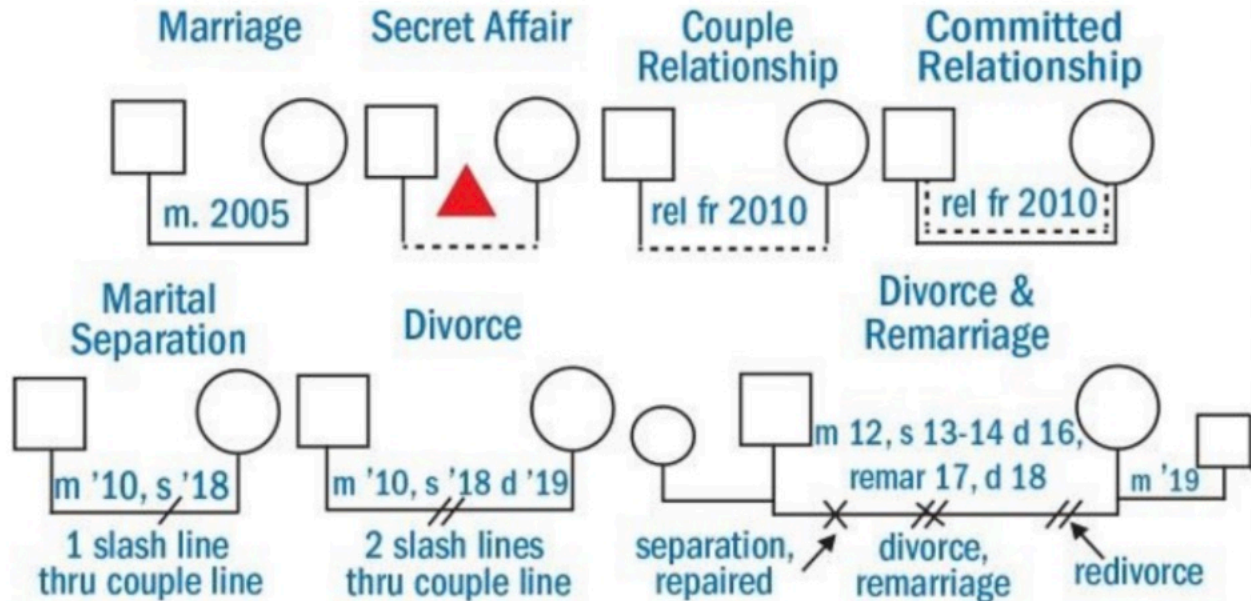 Marriage
Secret Affair
Couple
Relationship
Committed
Relationship
m. 2005
rel fr 2010
rel fr 2010
Marital
Separation
Divorce
Divorce &
Remarriage
m '10, s '18
m '10, s '18 d '19
m 12, s 13-14 d 16,
remar 17, d 18
m '19
1 slash line
thru couple line
2 slash lines
thru couple line
separation,
repaired
divorce,
remarriage
redivorce